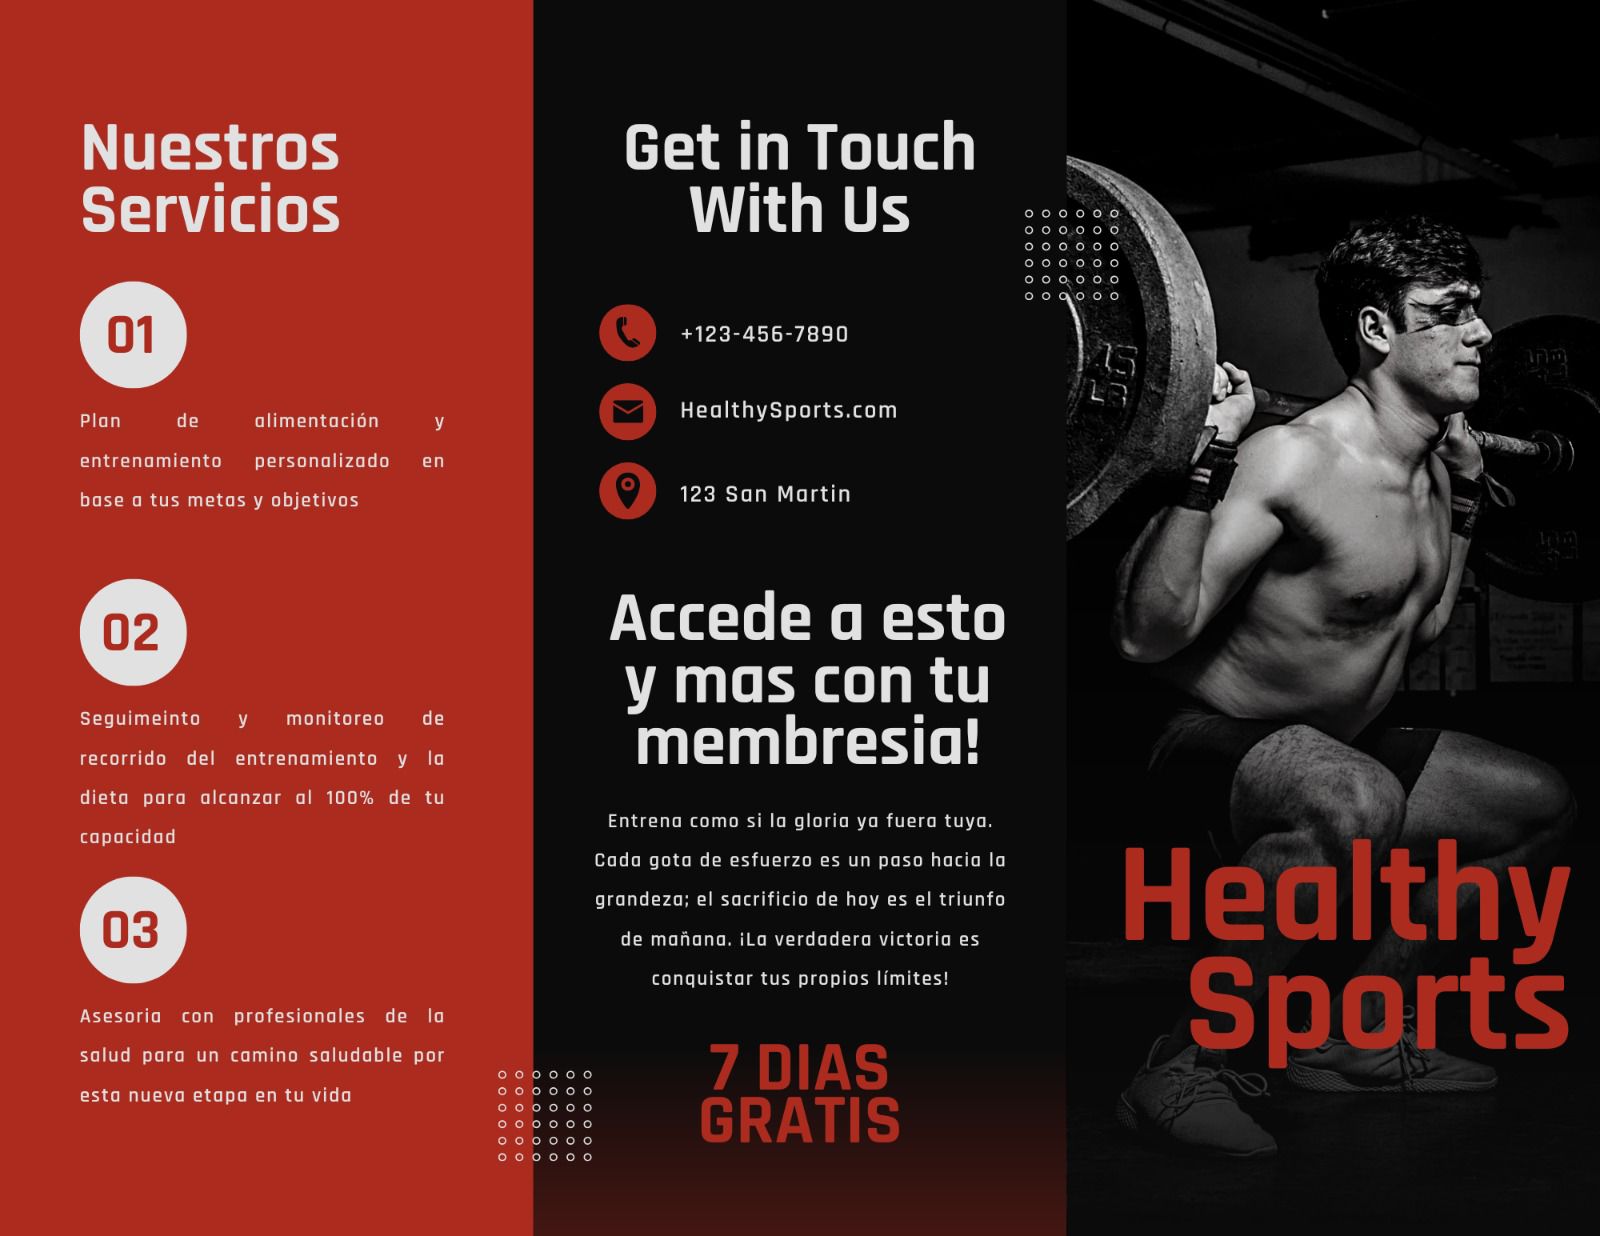 Nuestros
Servicios
01
Plan de alimentación y
entrenamiento personalizado en
base a tus metas y objetivos
02
Seguimeinto y monitoreo de
recorrido del entrenamiento y la
dieta para alcanzar al 100% de tu
capacidad
03
Asesoria con profesionales de la
salud para un camino saludable por
esta nueva etapa en tu vida
Get in Touch
With Us
+123-456-7890
HealthySports.com
123 San Martin
Accede a esto
y mas con tu
membresia!
Entrena como si la gloria ya fuera tuya.
Cada gota de esfuerzo es un paso hacia la
grandeza; el sacrificio de hoy es el triunfo
de mañana. ¡La verdadera victoria es
conquistar tus propios límites!
7 DIAS
GRATIS
45
LB
Healthy
Sports